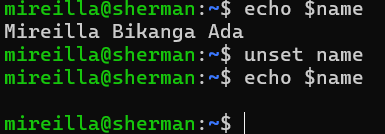 mireilla@sherman:~$ echo $name
Mireilla Bikanga Ada
mireilla@sherman:~$ unset name
mireilla@sherman:~$ echo $name

mireilla@sherman:~$